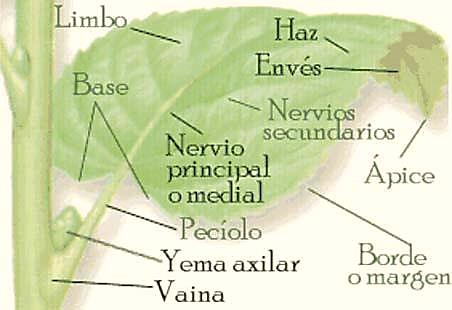 Limbo
Haz
Envés
Base
Nervios
secundarios
Nervio
principal
o medial
Ápice
Pecíolo
Borde
o margen
Yema axilar
Vaina